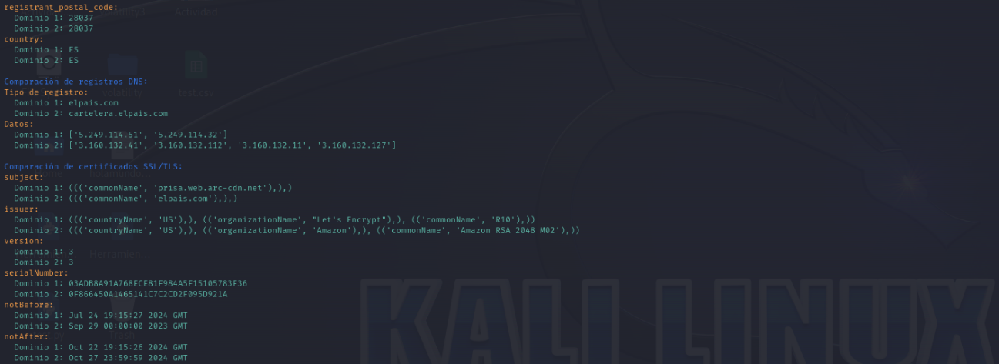 registrant_postal_code:
Dominio 1: 28037
Dominio 2: 28037
country:
Dominio 1: ES
Dominio 2: ES
Comparación de registros DNS:
Tipo de registro:
Dominio 1: elpais.com
Dominio 2: cartelera.elpais.com
Datos:
Dominio 1: ['5.249.114.51', '5.249.114.32']
Dominio 2: ['3.160.132.41', '3.160.132.112', '3.160.132.11', '3.160.132.127']
Comparación de certificados SSL/TLS:
subject:
Dominio 1: ((('commonName', 'prisa.web.arc-cdn.net'),),)
Dominio 2: ((('commonName', 'elpais.com'),),)
issuer:
Dominio 1: ((('countryName', 'US'),), (('organizationName', "Let's Encrypt"),), (('commonName', 'R10'),))
Dominio 2: ((('countryName', 'US'),), (('organizationName', 'Amazon'),), (('commonName', 'Amazon RSA 2048 M02'),))
version:
Dominio 1: 3
Dominio 2: 3
serialNumber:
Dominio 1: 03ADB8A91A768ECE81F984A5F15105783F36
Dominio 2: 0F866450A1465141C7C2CD2F095D921A
notBefore:
Dominio 1: Jul 24 19:15:27 2024 GMT
Dominio 2: Sep 29 00:00:00 2023 GMT
notAfter:
Dominio 1: Oct 22 19:15:26 2024 GMT
Dominio 2: Oct 27 23:59:59 2024 GMT
Actividad
volatility
test.csv
Herramien...
KALI LINUX